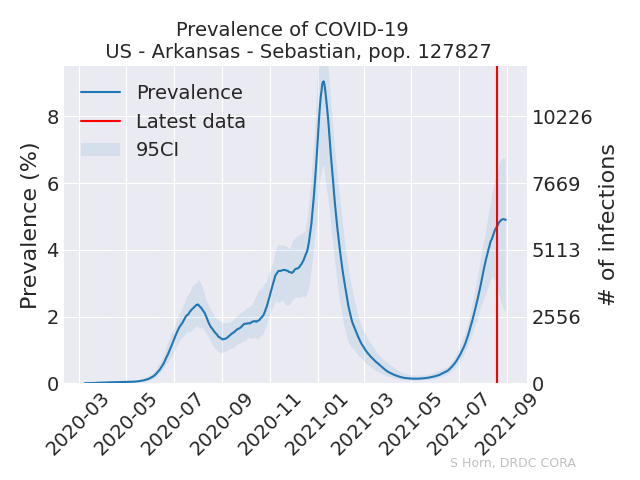 Prevalence of COVID-19
US - Arkansas - Sebastian, pop. 127827
Prevalence
Latest data
95CI
Prevalence (%)
8
6
4
2
0
10226
7669
5113
2556
0
# of infections
2020-03
2020-05
2020-07
2020-09
2020-11
2021-01
2021-03
2021-05
2021-07
2021-09
S Horn, DRDC CORA